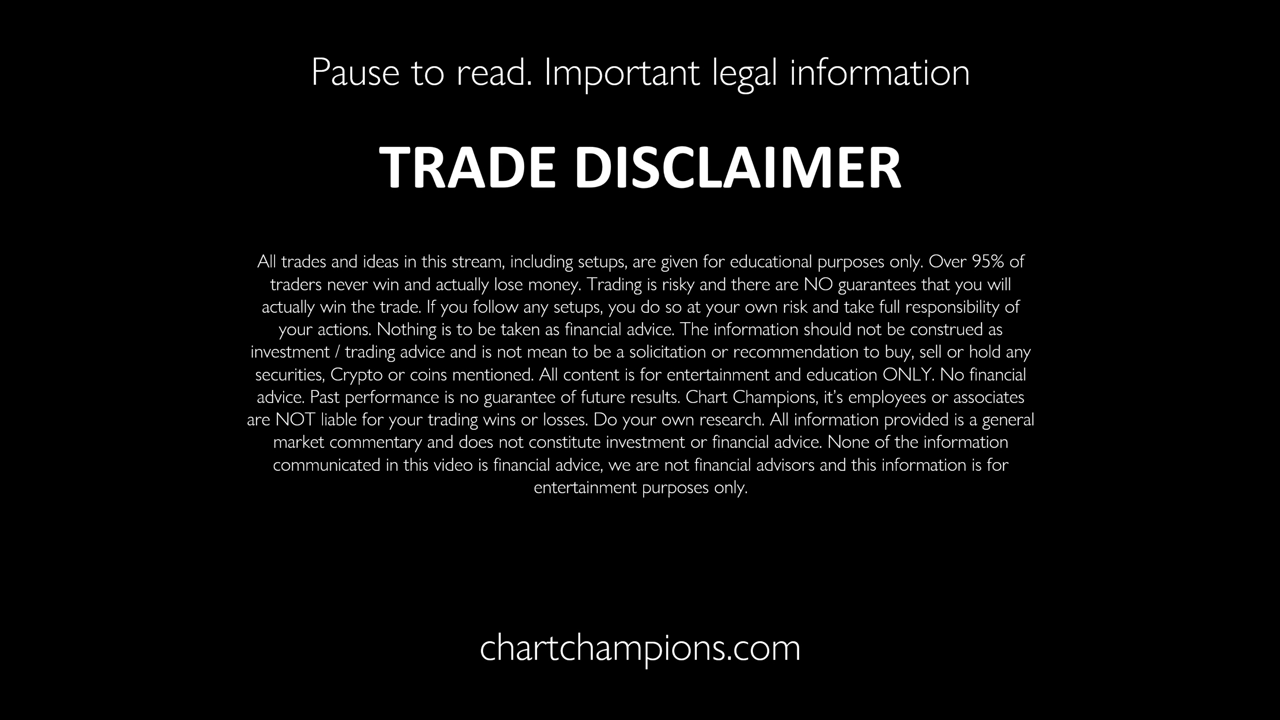 Pause to read. Important legal information
TRADE DISCLAIMER
All trades and ideas in this stream, including setups, are given for educational purposes only. Over 95% of
traders never win and actually lose money. Trading is risky and there are NO guarantees that you will
actually win the trade. If you follow any setups, you do so at your own risk and take full responsibility of
your actions. Nothing is to be taken as financial advice. The information should not be construed as
investment / trading advice and is not mean to be a solicitation or recommendation to buy, sell or hold any
securities, Crypto or coins mentioned. All content is for entertainment and education ONLY. No financial
advice. Past performance is no guarantee of future results. Chart Champions, it’s employees or associates
are NOT liable for your trading wins or losses. Do your own research. All information provided is a general
market commentary and does not constitute investment or financial advice. None of the information
communicated in this video is financial advice, we are not financial advisors and this information is for
entertainment purposes only.
chartchampions.com